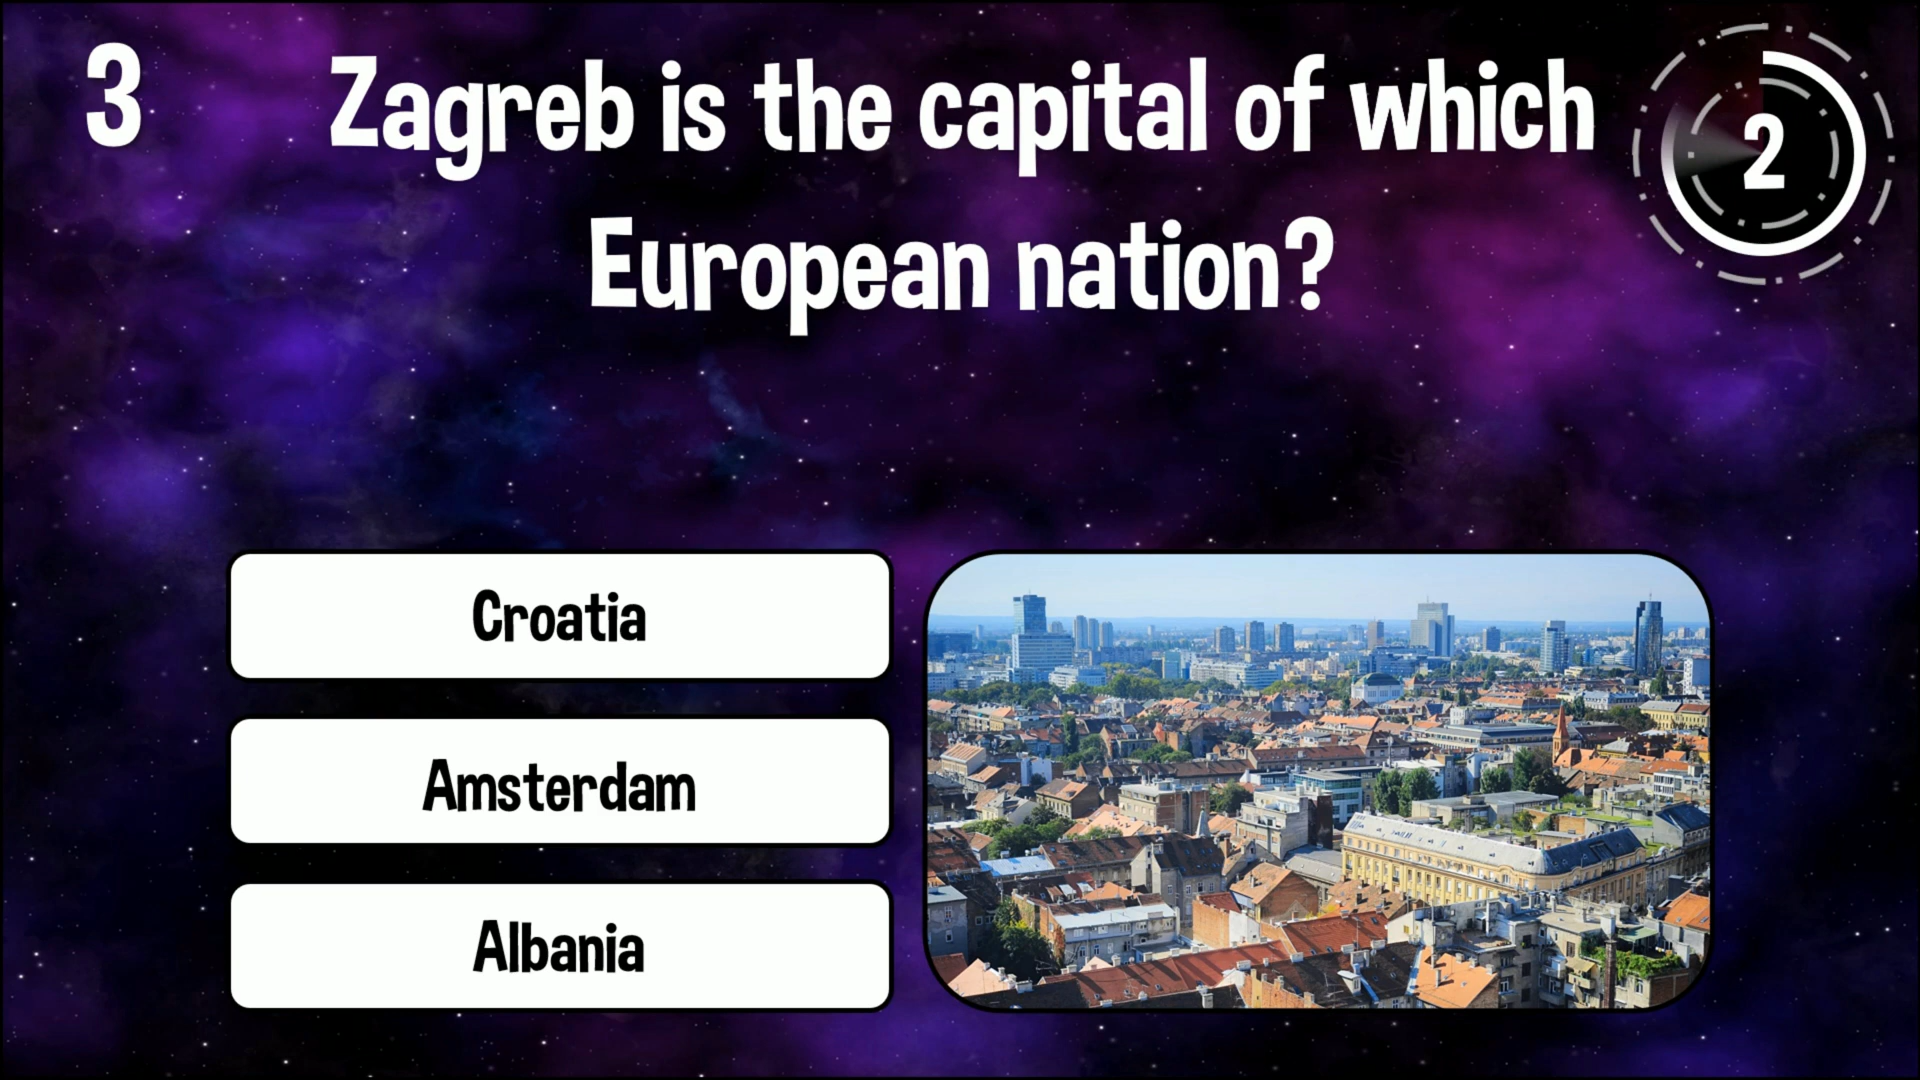 3
Zagreb is the capital of which
European nation?
2
Croatia
Amsterdam
Albania